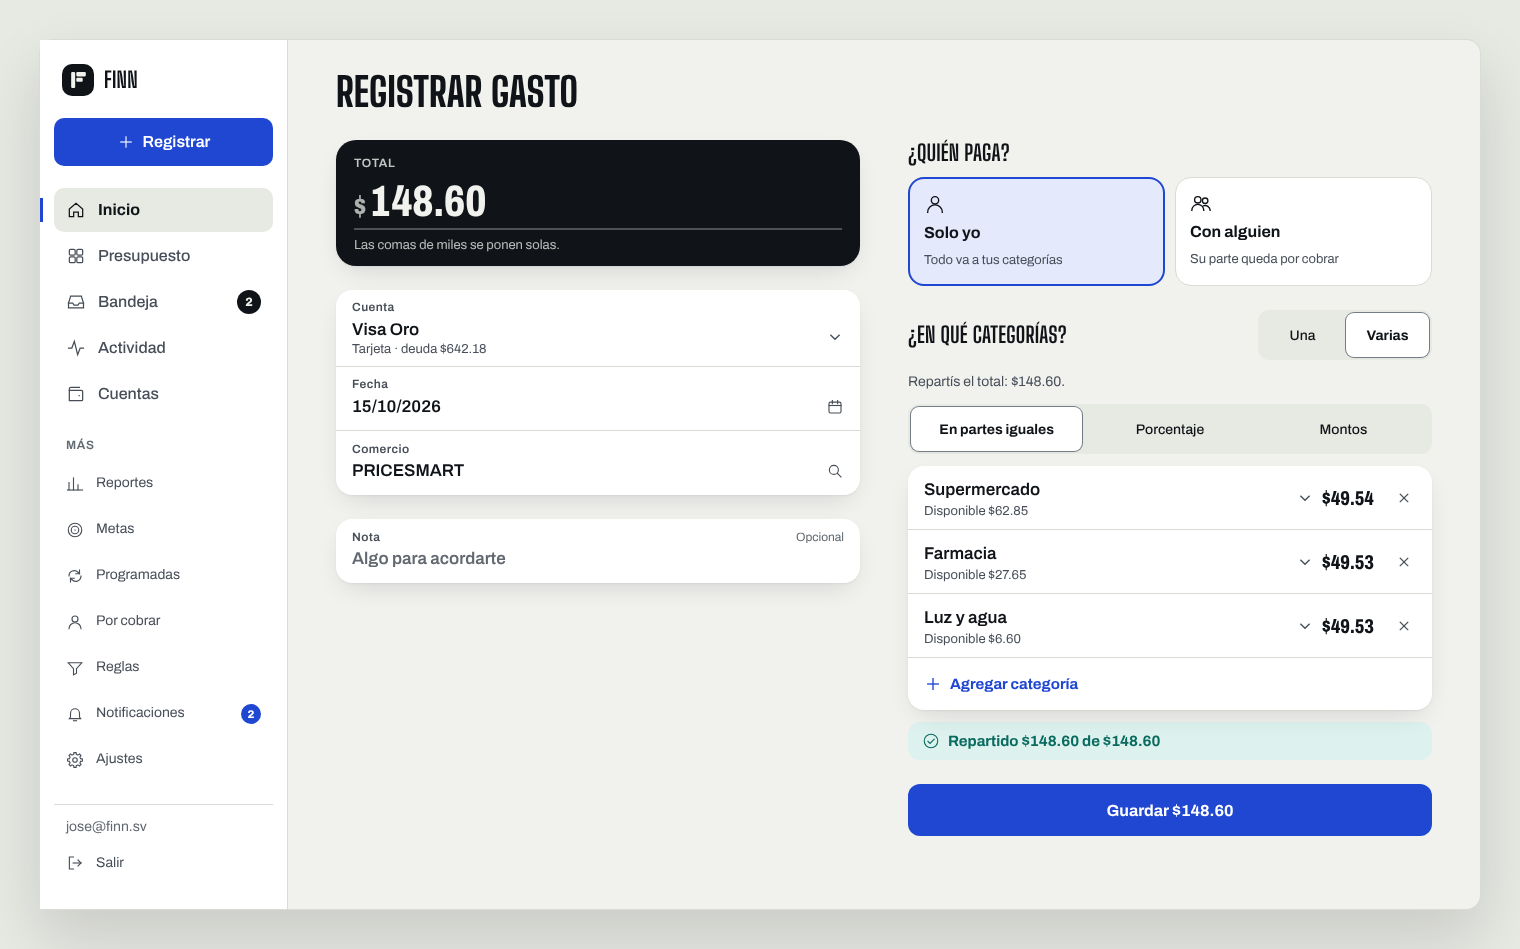 FINN
Registrar
Inicio
Presupuesto
Bandeja 2
Actividad
Cuentas
MÁS
Reportes
Metas
Programadas
Por cobrar
Reglas
Notificaciones 2
Ajustes
jose@finn.sv
Salir
REGISTRAR GASTO
TOTAL
$148.60
Las comas de miles se ponen solas.
Cuenta
Visa Oro
Tarjeta · deuda $642.18
Fecha
15/10/2026
Comercio
PRICESMART
Nota Opcional
Algo para acordarte
¿QUIÉN PAGA?
Solo yo
Todo va a tus categorías
Con alguien
Su parte queda por cobrar
¿EN QUÉ CATEGORÍAS? Una Varias
Repartís el total: $148.60.
En partes iguales Porcentaje Montos
Supermercado
Disponible $62.85
$49.54
Farmacia
Disponible $27.65
$49.53
Luz y agua
Disponible $6.60
$49.53
Agregar categoría
Repartido $148.60 de $148.60
Guardar $148.60